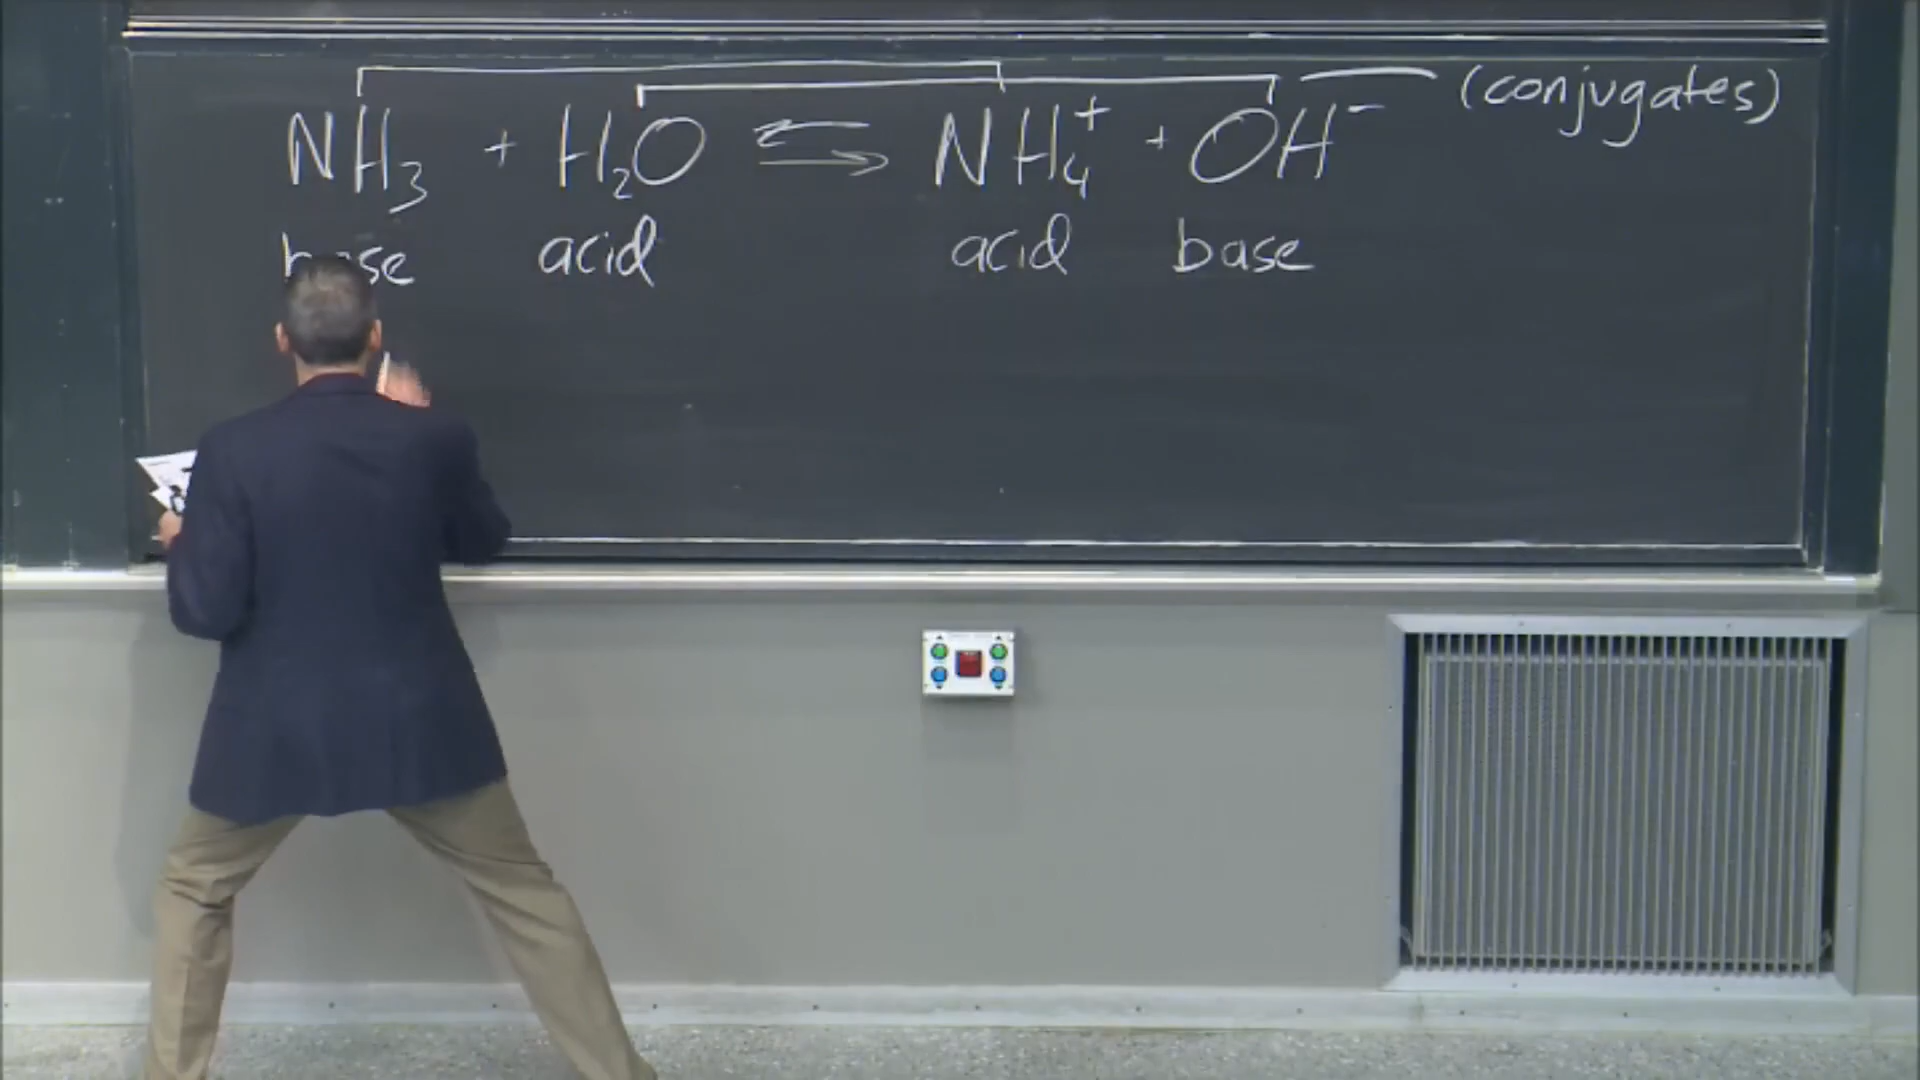 NH₃ + H₂O ⇌ NH₄⁺ + OH⁻ (conjugates)
base acid acid base